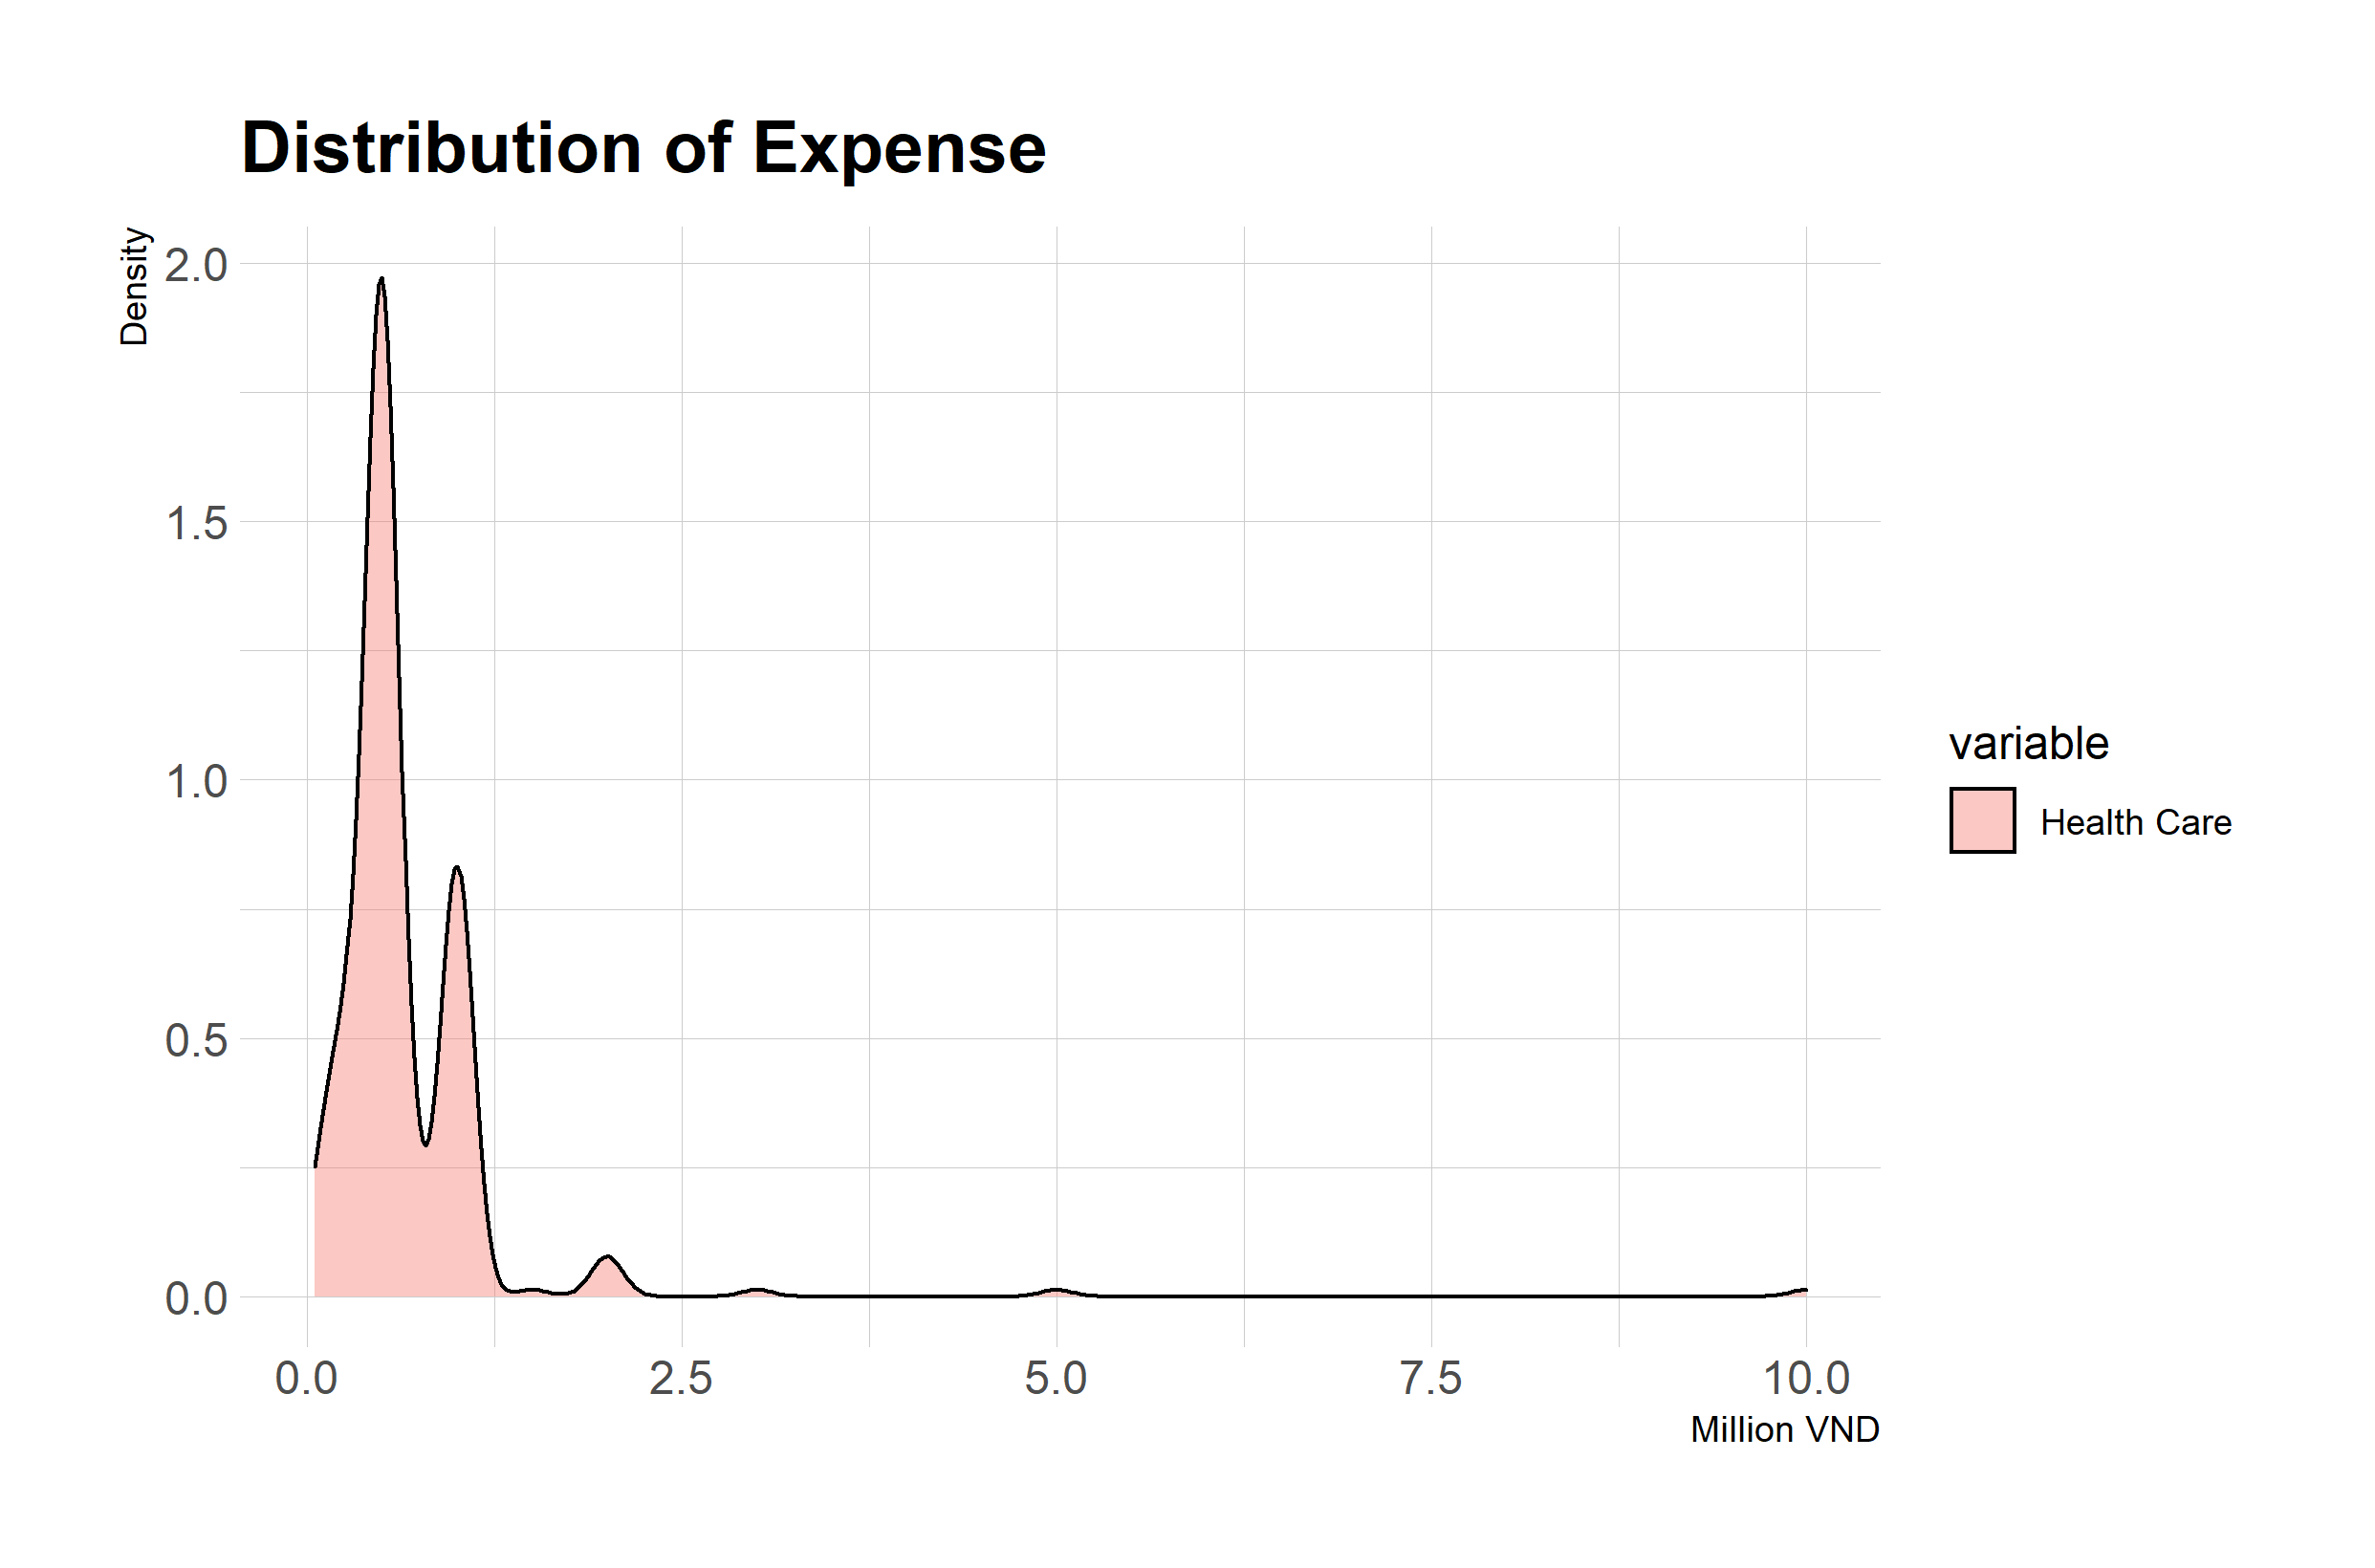 Distribution of Expense
Density
2.0
1.5
1.0
0.5
0.0
0.0 2.5 5.0 7.5 10.0
Million VND
variable
Health Care